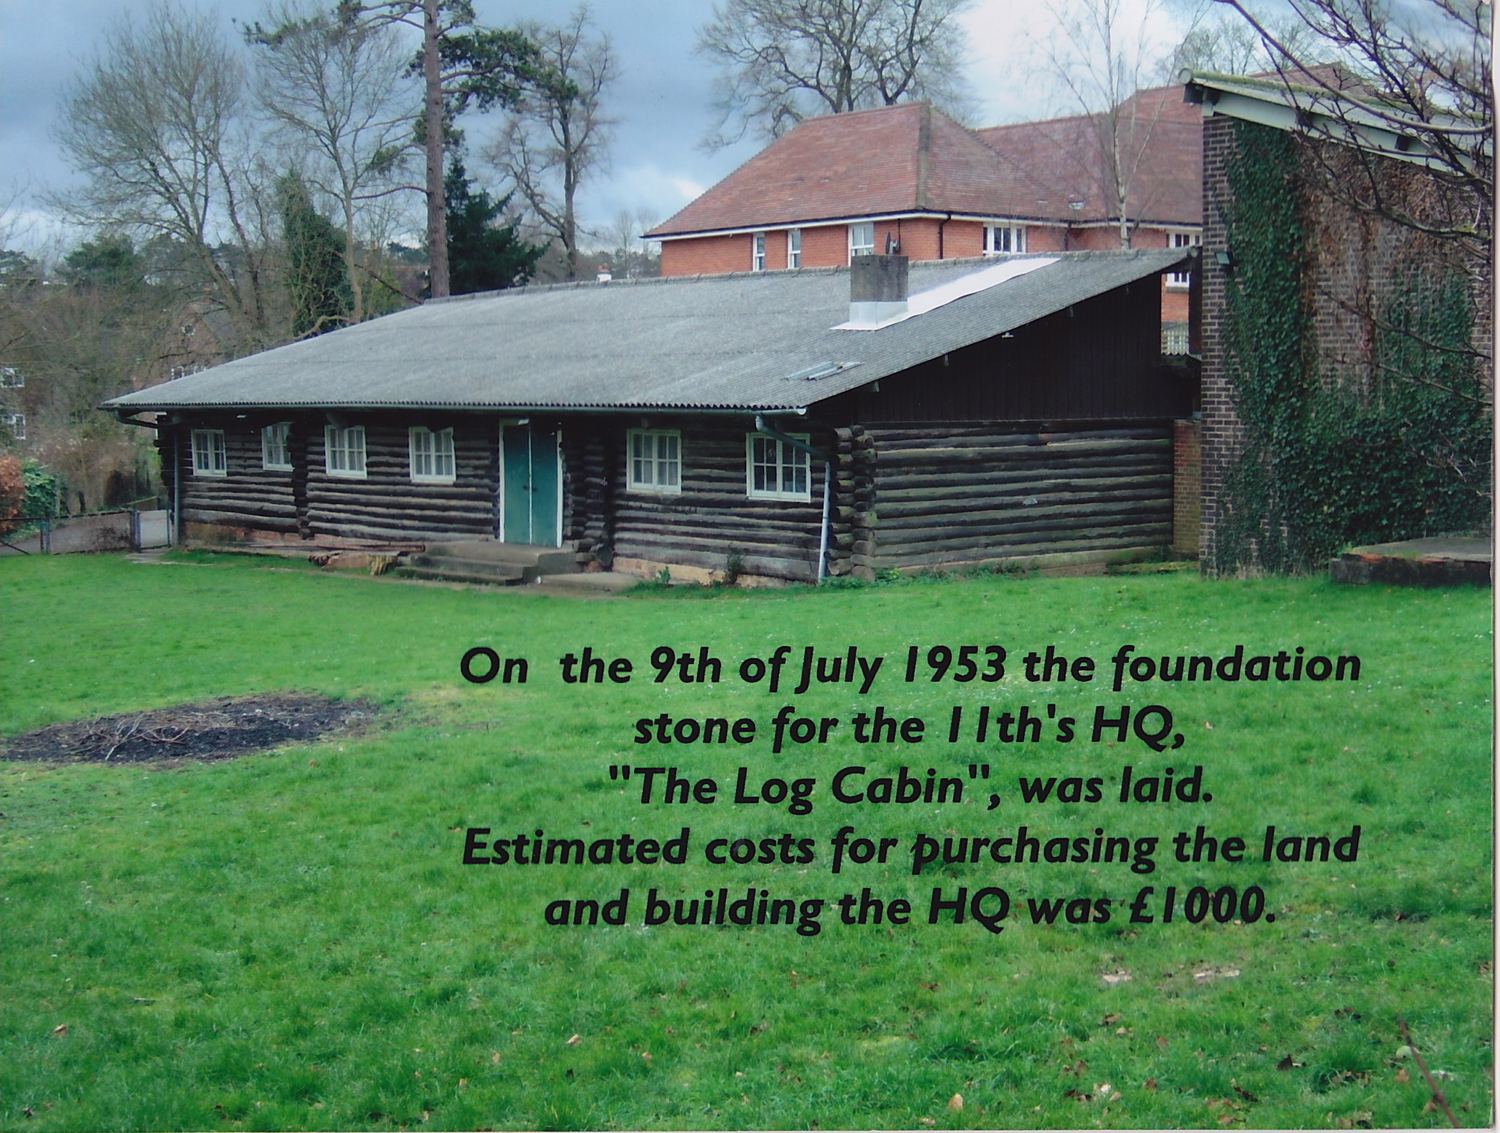 On the 9th of July 1953 the foundation
stone for the 11th's HQ,
"The Log Cabin", was laid.
Estimated costs for purchasing the land
and building the HQ was £1000.